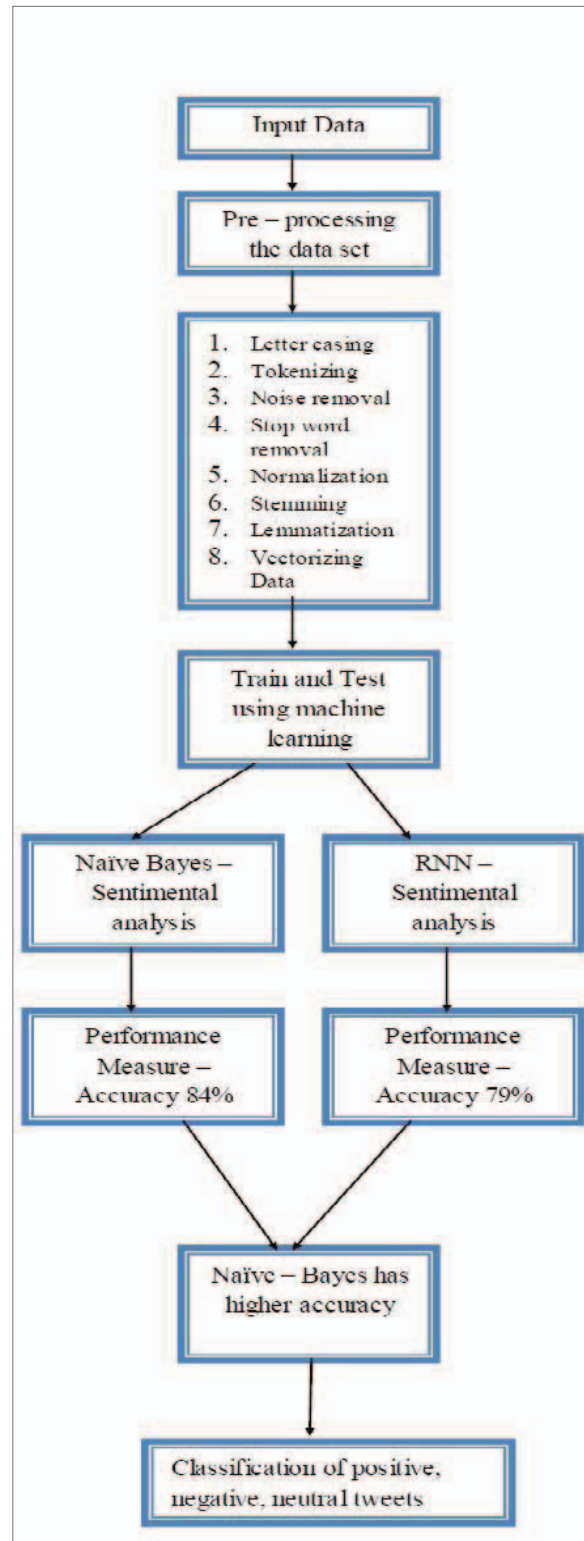 Input Data
Pre – processing
the data set
1. Letter casing
2. Tokenizing
3. Noise removal
4. Stop word
removal
5. Normalization
6. Stemming
7. Lemmatization
8. Vectorizing
Data
Train and Test
using machine
learning
Naïve Bayes –
Sentimental
analysis
RNN –
Sentimental
analysis
Performance
Measure –
Accuracy 84%
Performance
Measure –
Accuracy 79%
Naïve – Bayes has
higher accuracy
Classification of positive,
negative, neutral tweets